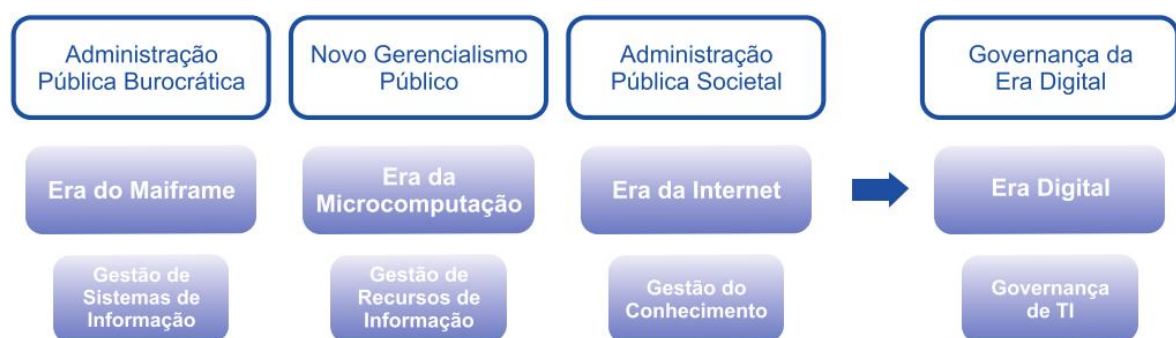 Administração
Pública Burocrática
Novo Gerencialismo
Público
Administração
Pública Societal
Governança da
Era Digital
Era do Maiframe
Era da
Microcomputação
Era da Internet
Era Digital
Gestão de
Sistemas de
Informação
Gestão de
Recursos de
Informação
Gestão do
Conhecimento
Governança
de TI